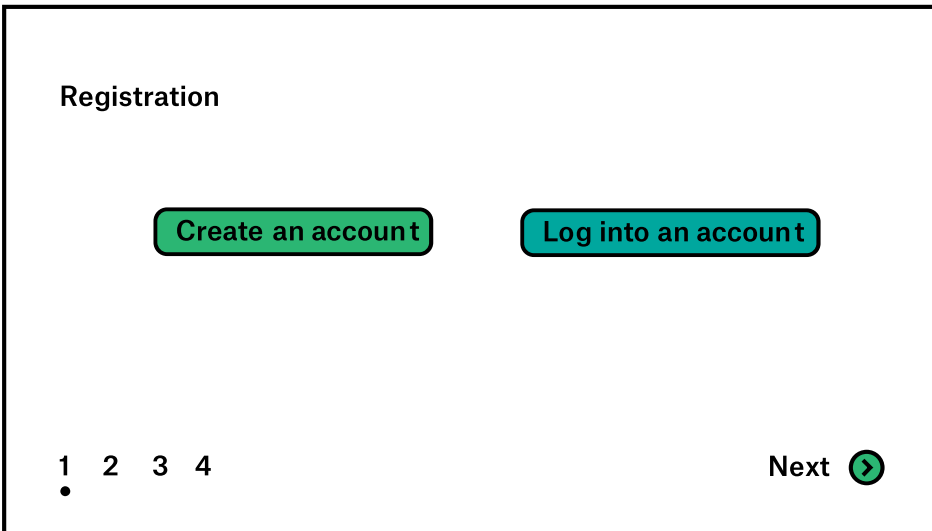 Registration
Create an account
Log into an account
1 2 3 4
Next